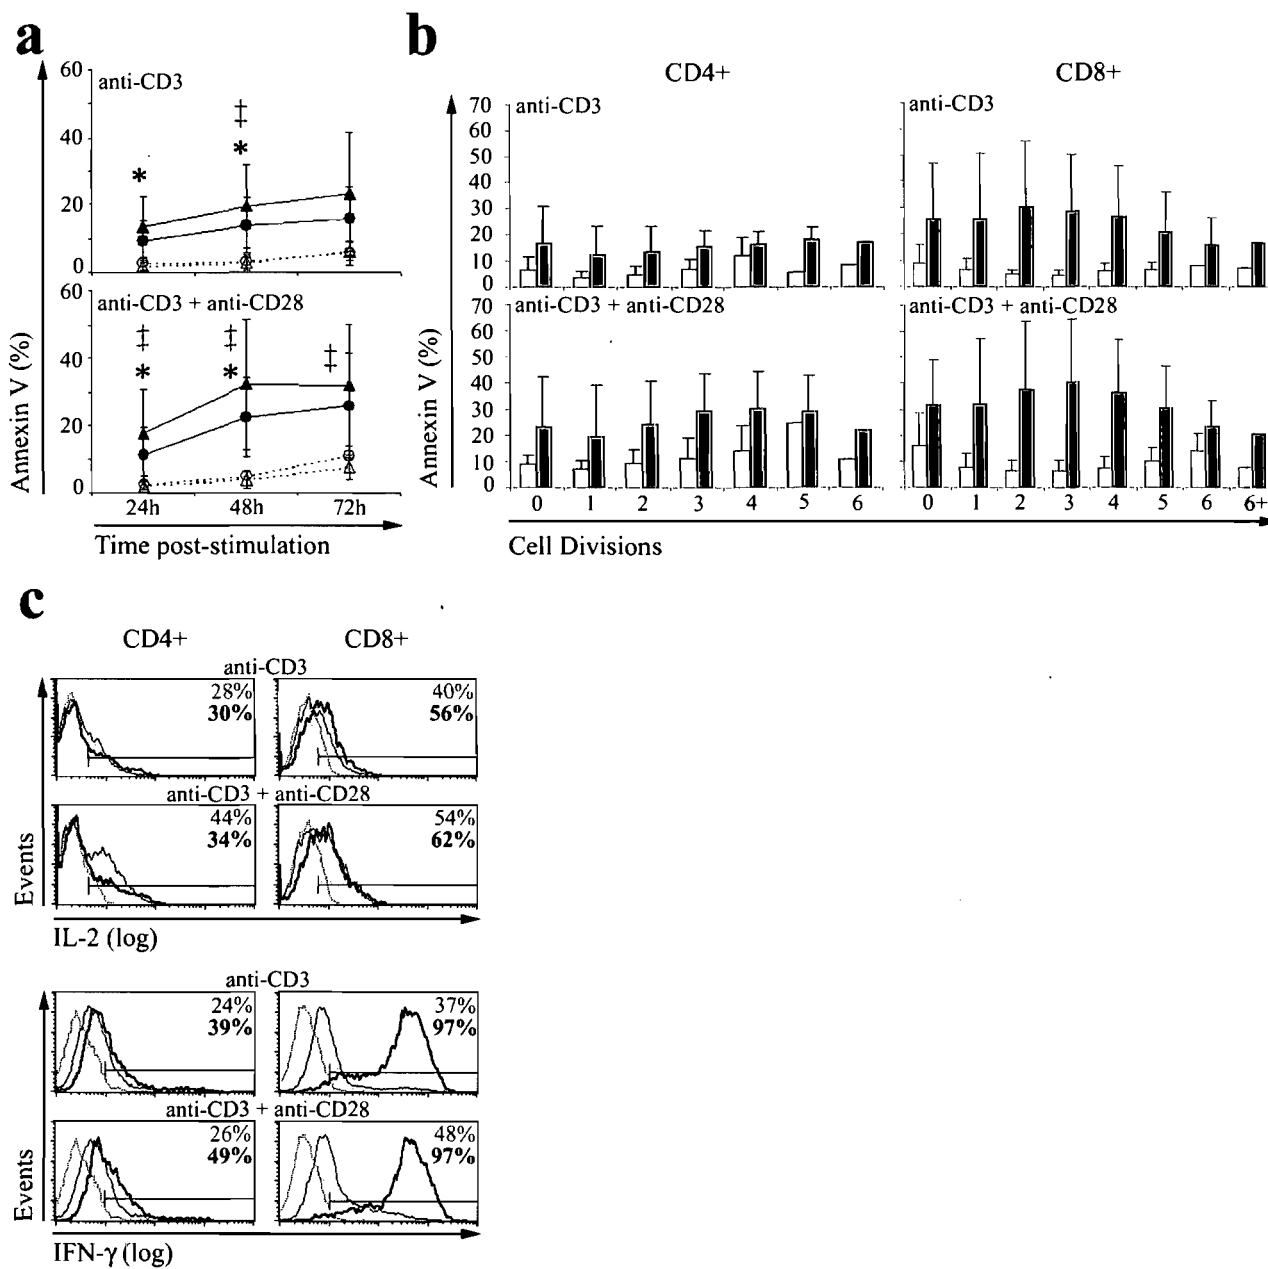 a
60
anti-CD3
40
20
0
‡
*
*
60
anti-CD3 + anti-CD28
40
20
0
‡
*
‡
*
‡
Annexin V (%)
24h 48h 72h
Time post-stimulation
b
CD4+ CD8+
70 anti-CD3 anti-CD3
60
50
40
30
20
10
0
70 anti-CD3 + anti-CD28 anti-CD3 + anti-CD28
60
50
40
30
20
10
0
Annexin V (%)
0 1 2 3 4 5 6 0 1 2 3 4 5 6 6+
Cell Divisions
c
CD4+ CD8+
anti-CD3
28% 40%
30% 56%
anti-CD3 + anti-CD28
44% 54%
34% 62%
Events
IL-2 (log)
anti-CD3
24% 37%
39% 97%
anti-CD3 + anti-CD28
26% 48%
49% 97%
Events
IFN-γ (log)